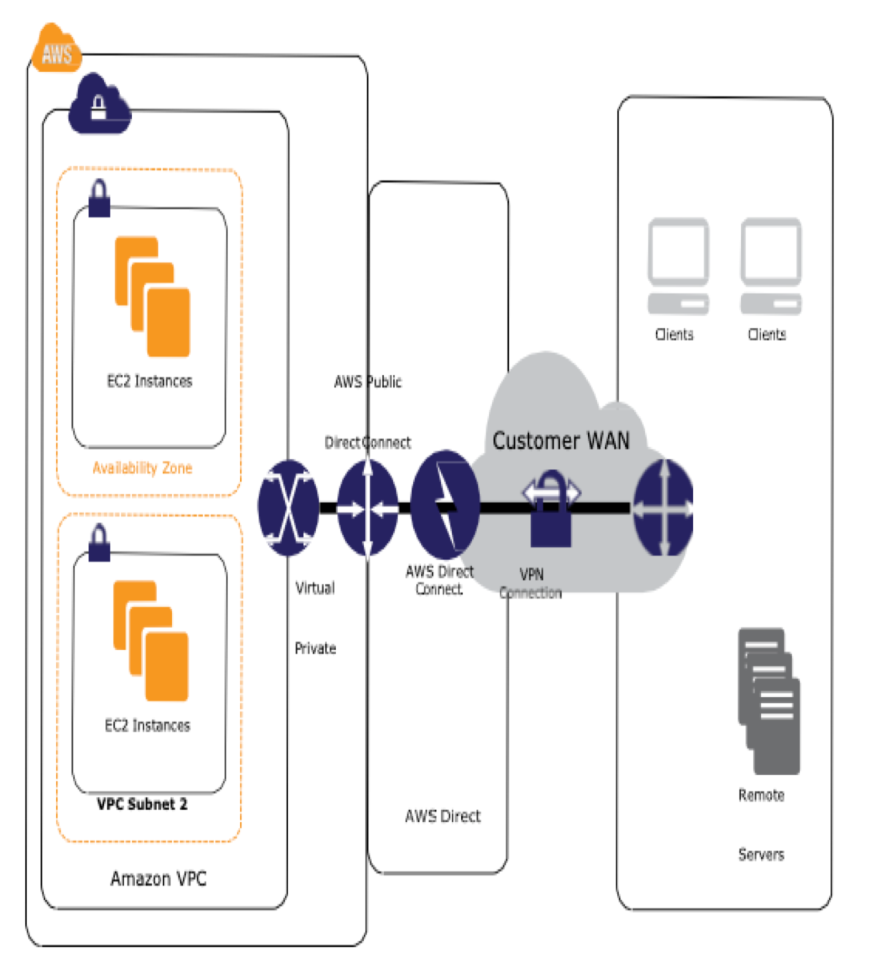 AWS
EC2 Instances
Availability Zone
EC2 Instances
VPC Subnet 2
Amazon VPC
Virtual
Private
AWS Public
Direct Connect
AWS Direct
Connect
AWS Direct
Customer WAN
VPN
Connection
Clients
Clients
Remote
Servers